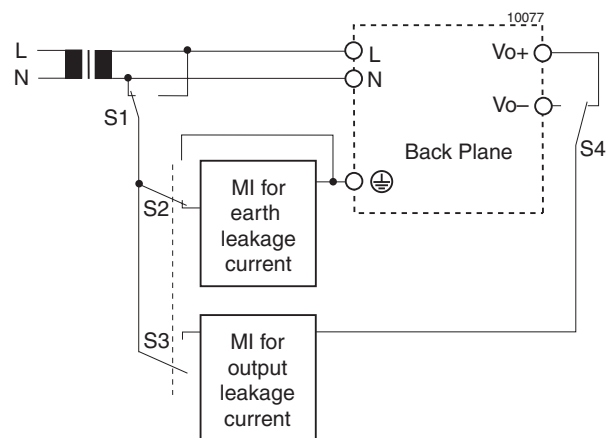 10077
L
N
L
N
Vo+
Vo–
S1
S4
Back Plane
S2
MI for
earth
leakage
current
S3
MI for
output
leakage
current